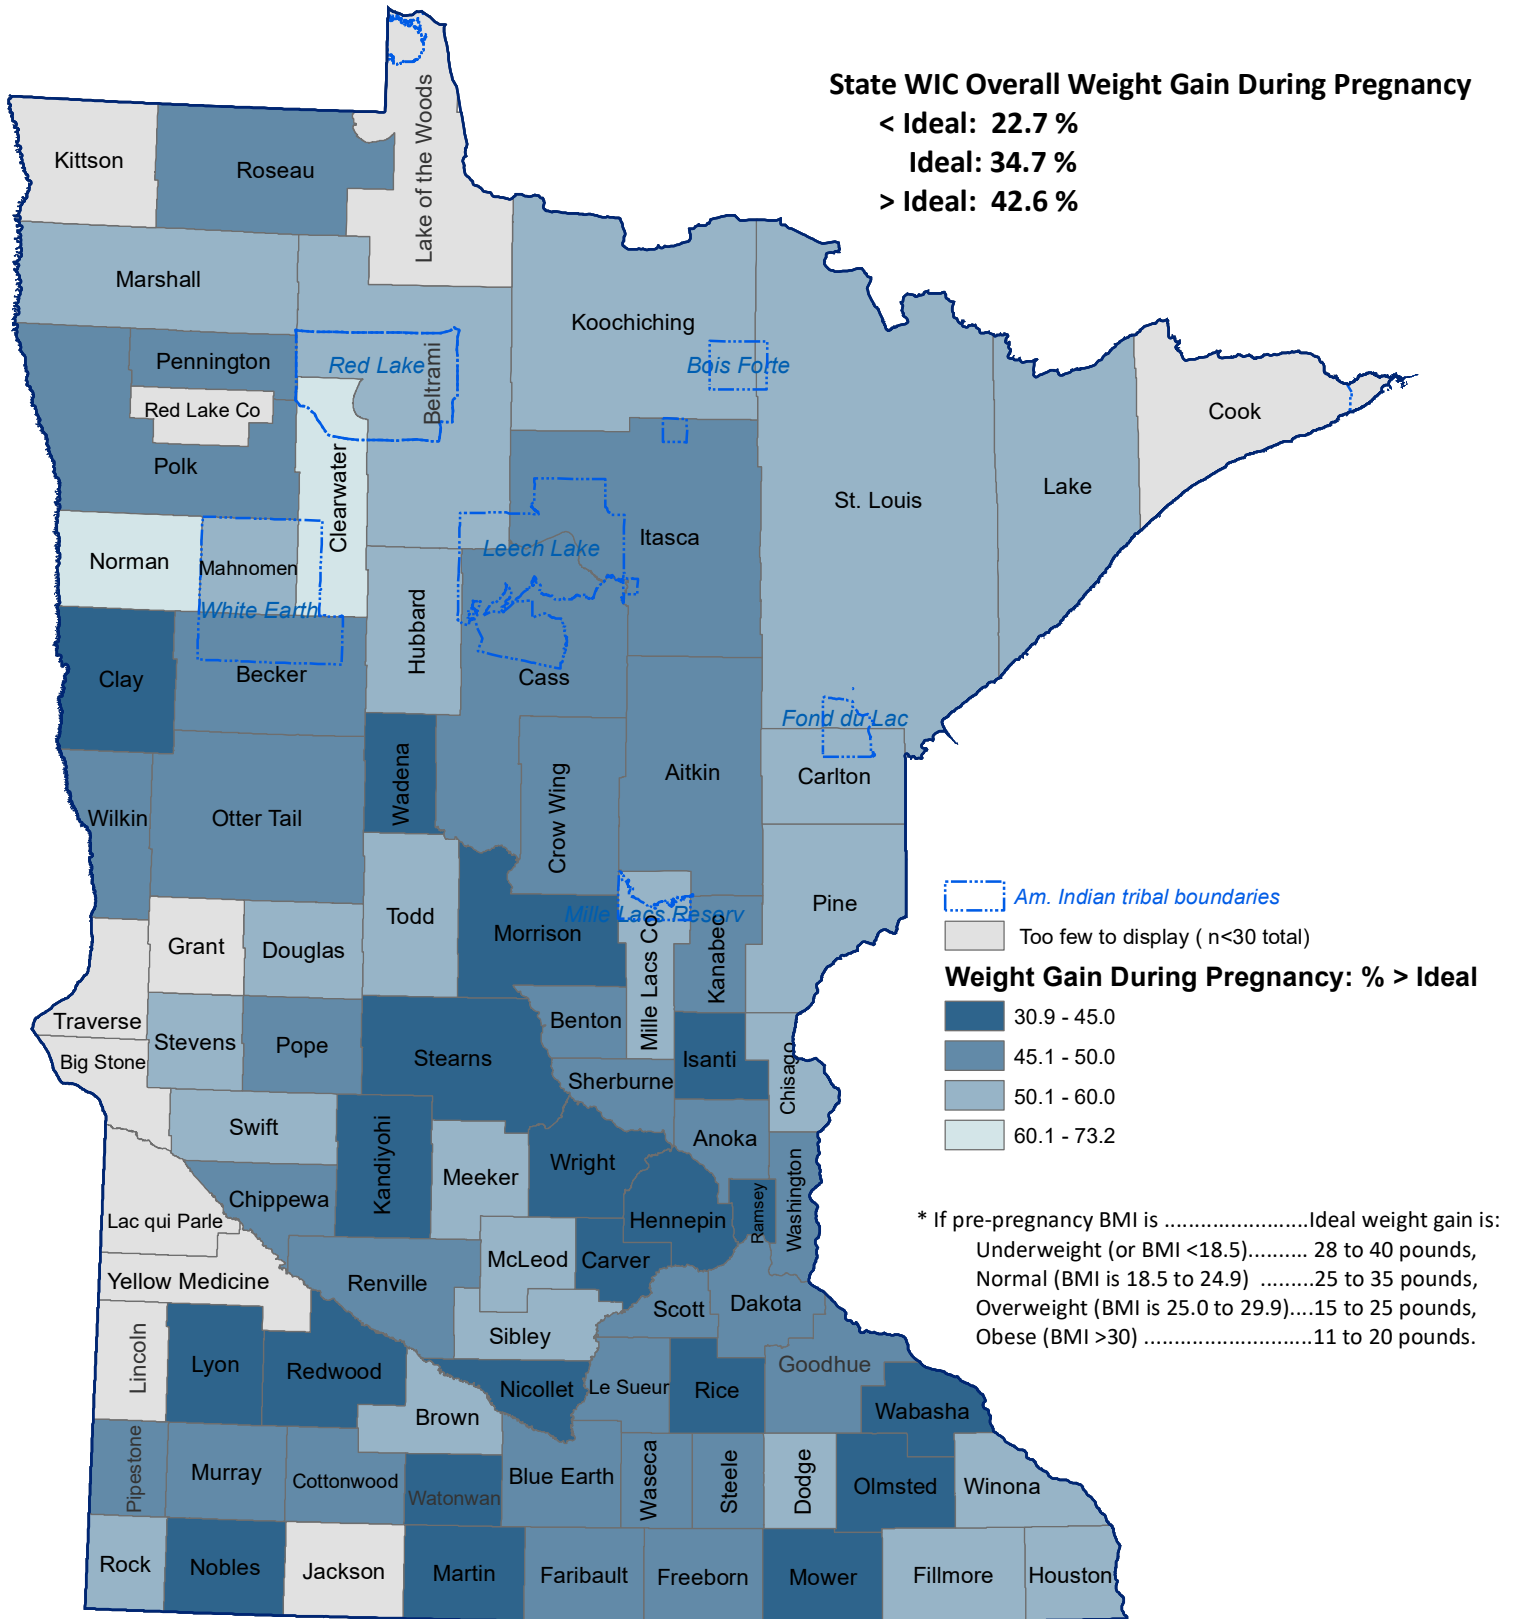 State WIC Overall Weight Gain During Pregnancy
< Ideal: 22.7 %
Ideal: 34.7 %
> Ideal: 42.6 %
Kittson
Roseau
Lake of the Woods
Marshall
Koochiching
Pennington
Red Lake
Beltrami
Bois Forte
Red Lake Co
Cook
Polk
Clearwater
St. Louis
Lake
Itasca
Leech Lake
Norman
Mahnomen
White Earth
Hubbard
Clay
Becker
Cass
Fond du Lac
Wadena
Aitkin
Carlton
Crow Wing
Wilkin
Otter Tail
Todd
Pine
Mille Lacs Reserv
Morrison
Grant
Douglas
Mille Lacs Co
Kanabec
Traverse
Benton
Stevens
Pope
Stearns
Isanti
Big Stone
Sherburne
Chisago
Swift
Anoka
Kandiyohi
Wright
Meeker
Chippewa
Washington
Ramsey
Hennepin
Lac qui Parle
McLeod
Carver
Yellow Medicine
Renville
Scott
Dakota
Sibley
Lincoln
Lyon
Redwood
Goodhue
Nicollet
Le Sueur
Rice
Wabasha
Brown
Pipestone
Murray
Cottonwood
Watonwan
Blue Earth
Waseca
Steele
Dodge
Olmsted
Winona
Rock
Nobles
Jackson
Martin
Faribault
Freeborn
Mower
Fillmore
Houston
Am. Indian tribal boundaries
Too few to display ( n<30 total)
Weight Gain During Pregnancy: % > Ideal
30.9 - 45.0
45.1 - 50.0
50.1 - 60.0
60.1 - 73.2
* If pre-pregnancy BMI is .......................Ideal weight gain is:
Underweight (or BMI <18.5).......... 28 to 40 pounds,
Normal (BMI is 18.5 to 24.9) .........25 to 35 pounds,
Overweight (BMI is 25.0 to 29.9)....15 to 25 pounds,
Obese (BMI >30) ...........................11 to 20 pounds.